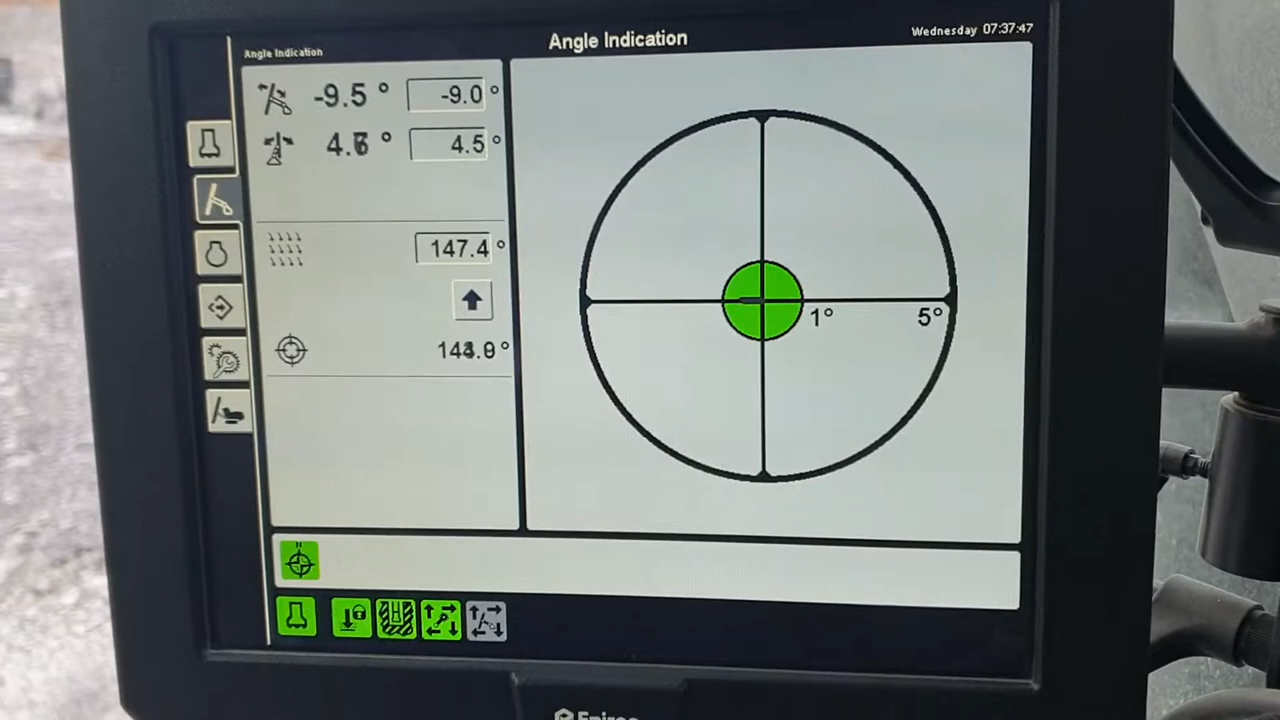 Angle Indication
Angle Indication
Wednesday 07:37:47
-9.5 °
-9.0 °
4.5 °
147.4 °
1°
5°
N